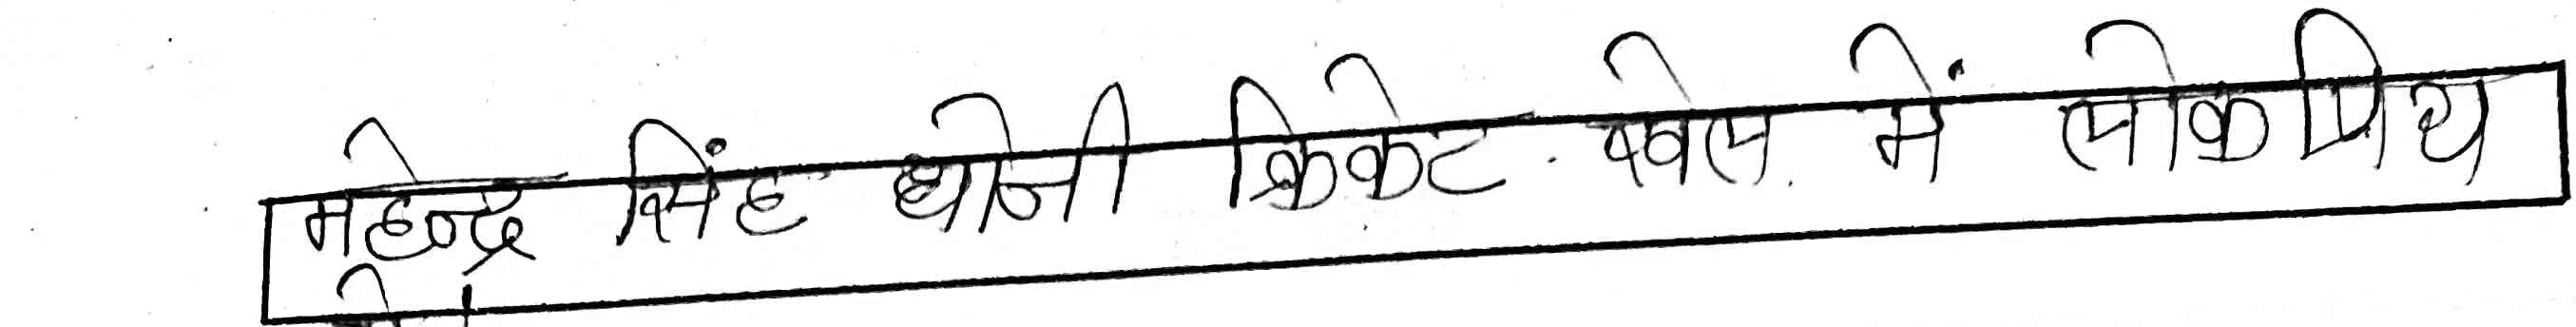 महेन्द्र सिंह धोनी क्रिकेट खेल में लोकप्रिय